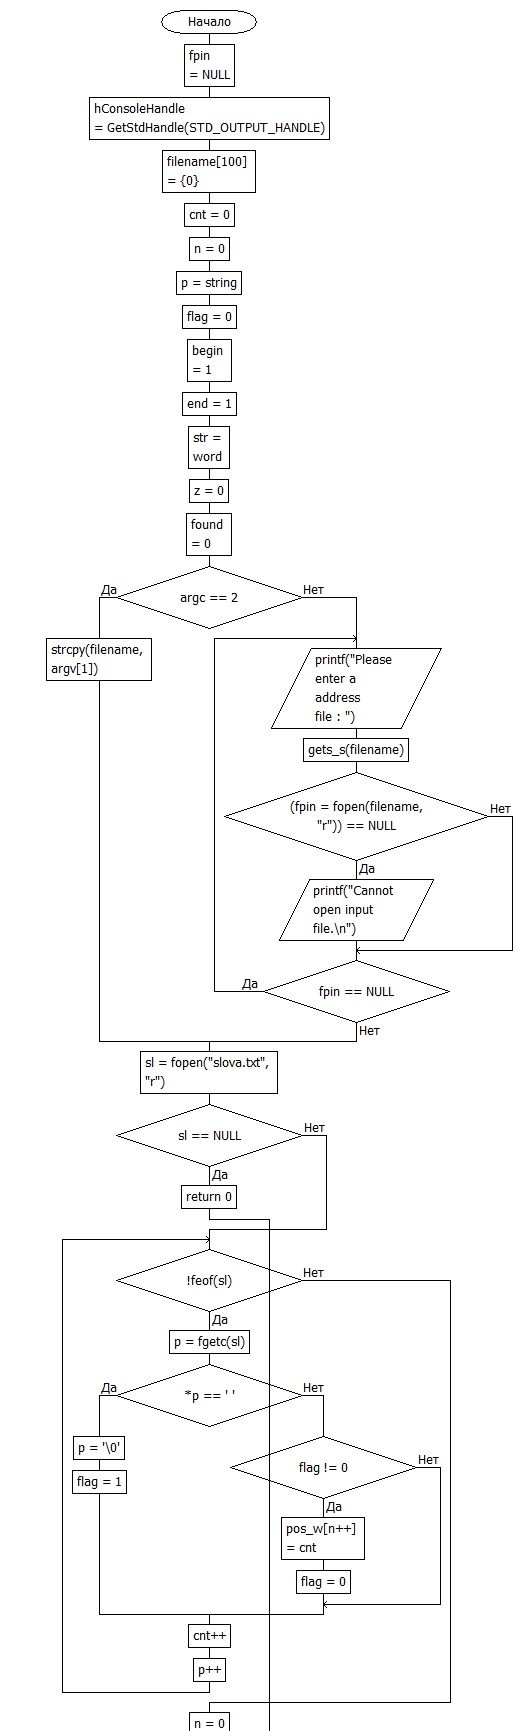 Начало
fpin
= NULL
hConsoleHandle
= GetStdHandle(STD_OUTPUT_HANDLE)
filename[100]
= {0}
cnt = 0
n = 0
p = string
flag = 0
begin
= 1
end = 1
str =
word
z = 0
found
= 0
Да
argc == 2
Нет
strcpy(filename,
argv[1])
printf("Please
enter a
address
file : ")
gets_s(filename)
(fpin = fopen(filename,
"r")) == NULL
Нет
Да
printf("Cannot
open input
file.\n")
Да
fpin == NULL
Нет
sl = fopen("slova.txt",
"r")
sl == NULL
Нет
Да
return 0
!feof(sl)
Нет
Да
p = fgetc(sl)
Да
*p == ' '
Нет
p = '\0'
flag = 1
flag != 0
Нет
Да
pos_w[n++]
= cnt
flag = 0
cnt++
p++
n = 0